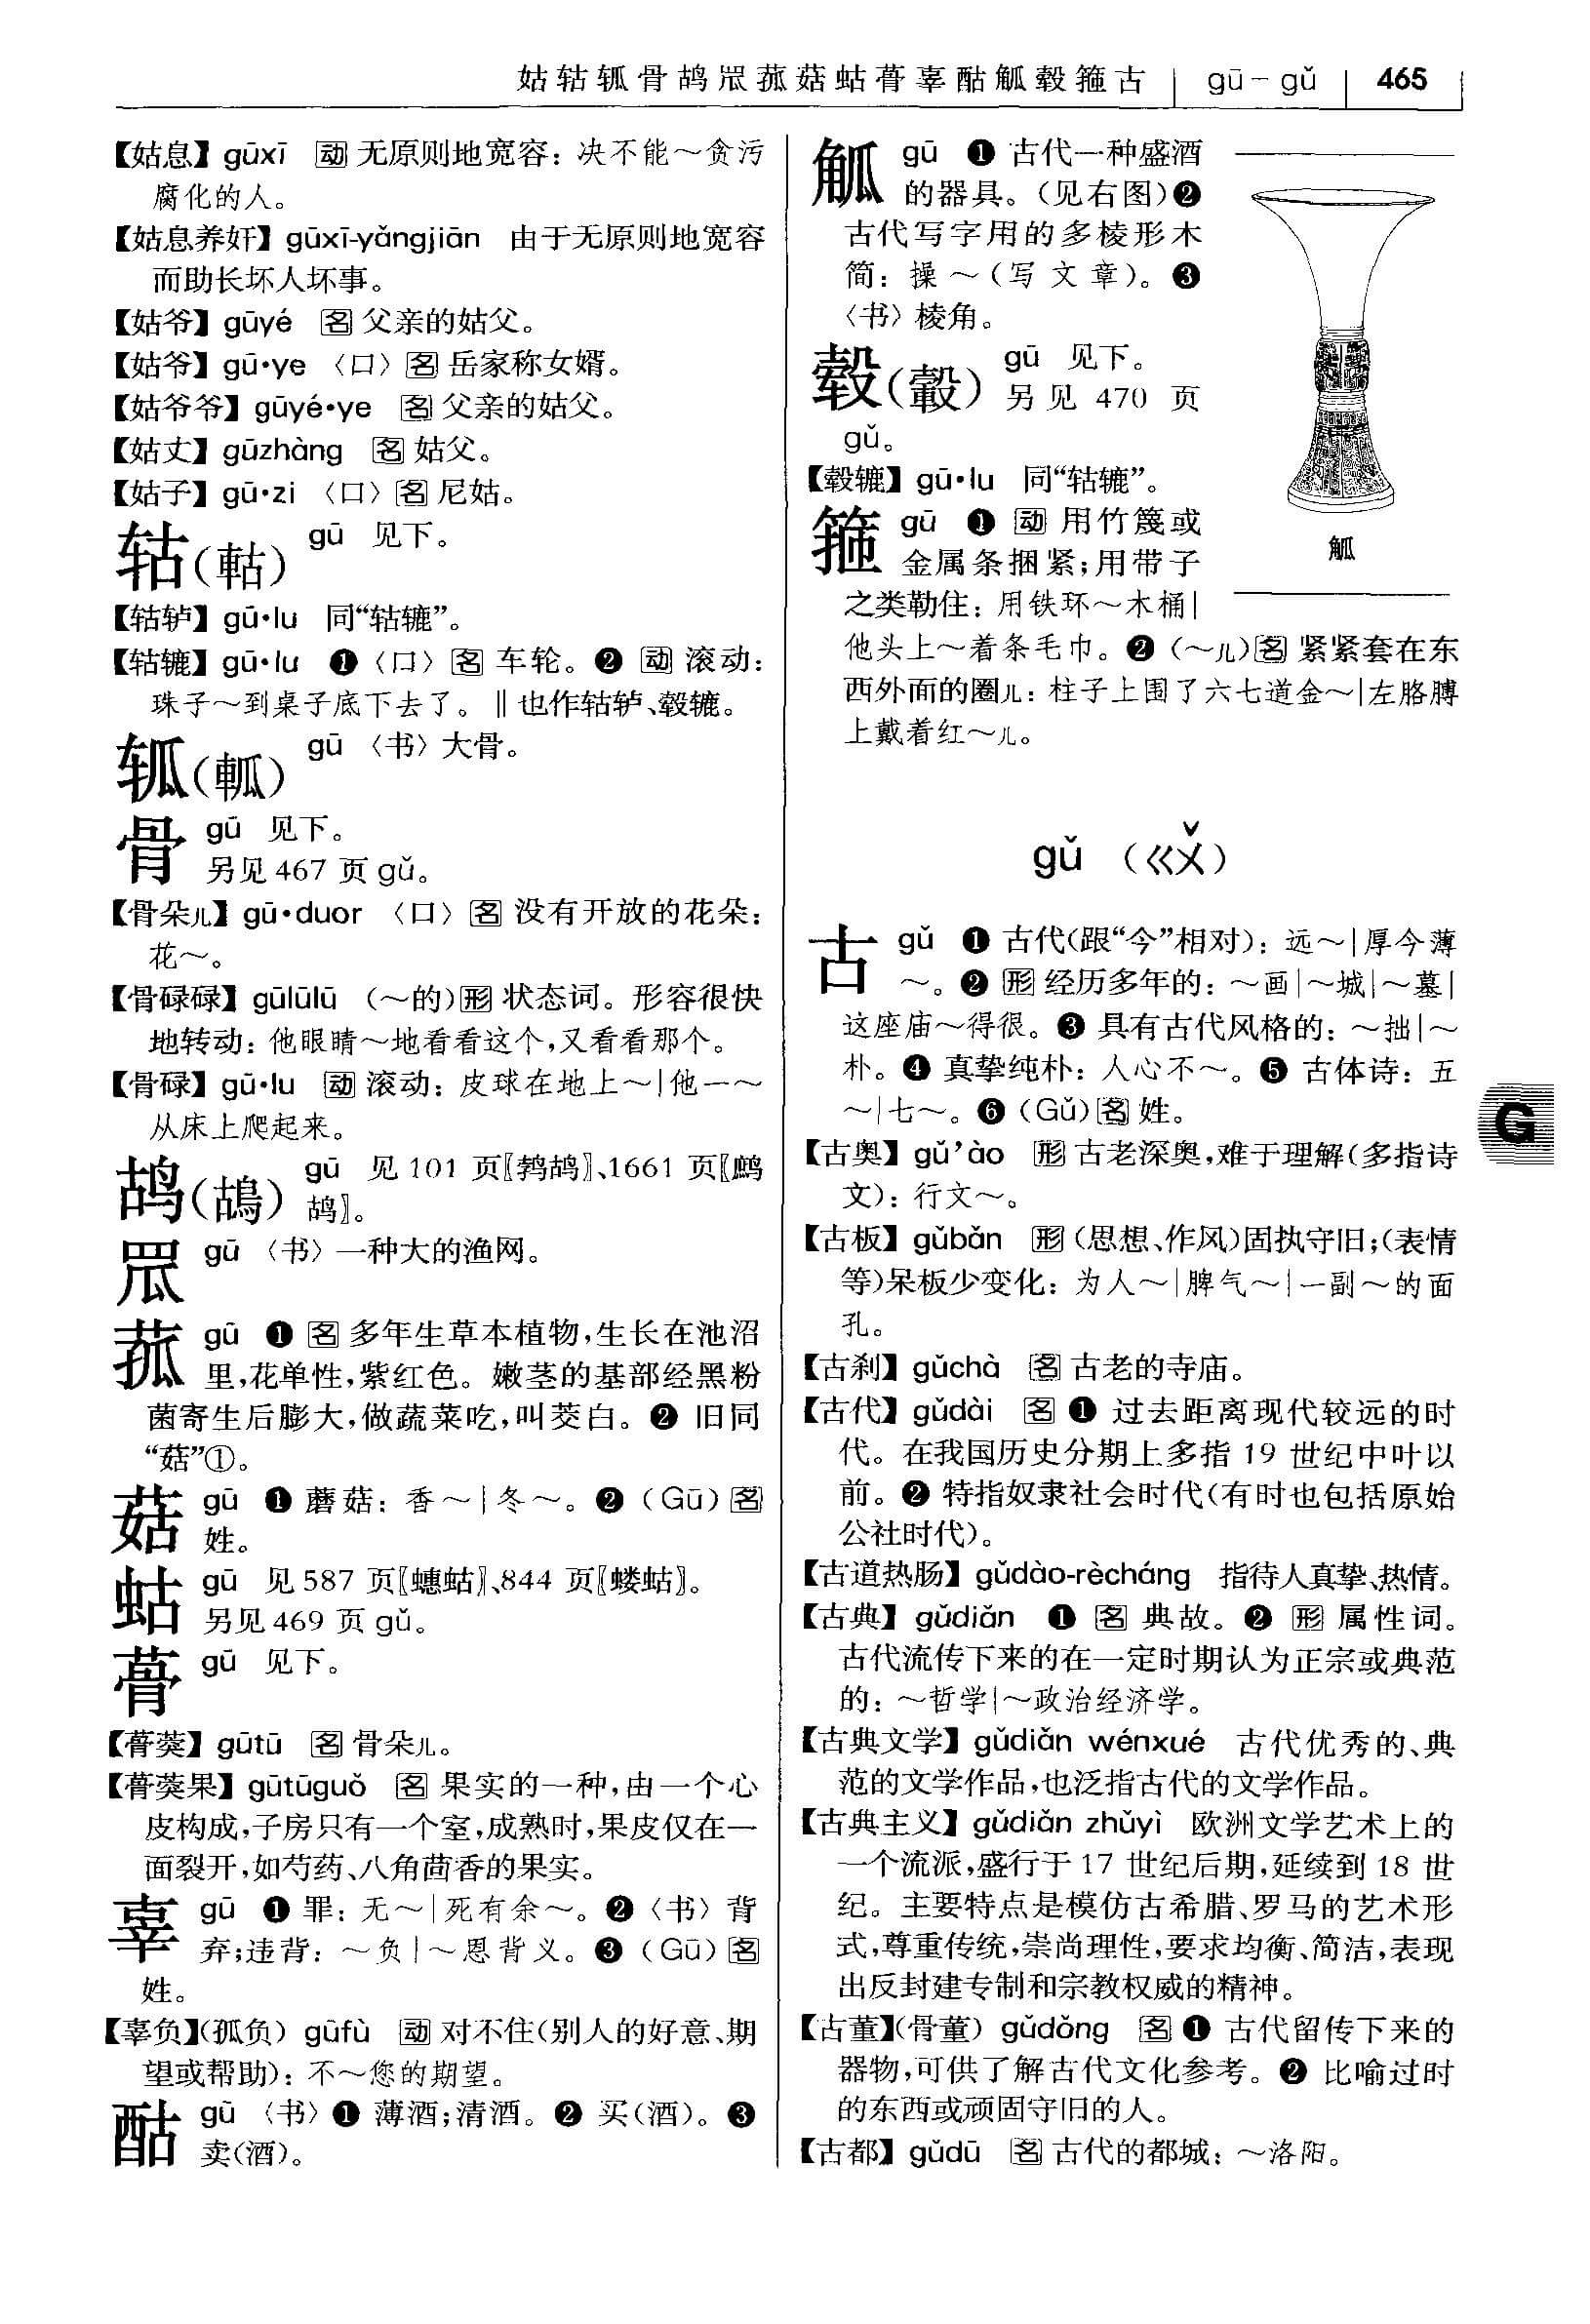 姑轱軱骨鸪罛菰菇蛄蓇辜酤觚毂箍古 gū－gǔ 465
【姑息】gūxī 动 无原则地宽容：决不能～贪污
腐化的人。
【姑息养奸】gūxī-yǎngjiān 由于无原则地宽容
而助长坏人坏事。
【姑爷】gūyé 名 父亲的姑父。
【姑爷】gū·ye 〈口〉名 岳家称女婿。
【姑爷爷】gūyé·ye 名 父亲的姑父。
【姑丈】gūzhàng 名 姑父。
【姑子】gū·zi 〈口〉名 尼姑。
轱(軲) gū 见下。
【轱轳】gū·lu 同“轱辘”。
【轱辘】gū·lu ❶〈口〉名 车轮。❷ 动 滚动：
珠子～到桌子底下去了。‖也作轱轳、毂辘。
轱(軱) gū 〈书〉大骨。
骨 gū 见下。
另见 467 页 gǔ。
【骨朵儿】gū·duor 〈口〉名 没有开放的花朵：
花～。
【骨碌碌】gūlūlū （～的）形 状态词。形容很快
地转动：他眼睛～地看看这个，又看看那个。
【骨碌】gū·lu 动 滚动：皮球在地上～|他一～
从床上爬起来。
鸪(鴣) gū 见 101 页〖鹁鸪〗、1661 页〖鹧
鸪〗。
罛 gū 〈书〉一种大的渔网。
菰 gū ❶ 名 多年生草本植物，生长在池沼
里，花单性，紫红色。嫩茎的基部经黑粉
菌寄生后膨大，做蔬菜吃，叫茭白。❷ 旧同
“菇”①。
菇 gū ❶ 蘑菇：香～|冬～。❷（Gū）名
姓。
蛄 gū 见 587 页〖蟪蛄〗、844 页〖蝼蛄〗。
另见 469 页 gǔ。
蓇 gū 见下。
【蓇葖】gūtū 名 骨朵儿。
【蓇葖果】gūtūguǒ 名 果实的一种，由一个心
皮构成，子房只有一个室，成熟时，果皮仅在一
面裂开，如芍药、八角茴香的果实。
辜 gū ❶ 罪：无～|死有余～。❷〈书〉背
弃；违背：～负|～恩背义。❸（Gū）名
姓。
【辜负】（孤负）gūfù 动 对不住（别人的好意、期
望或帮助）：不～您的期望。
酤 gū 〈书〉❶ 薄酒；清酒。❷ 买（酒）。❸
卖（酒）。
觚 gū ❶ 古代一种盛酒
的器具。（见右图）❷
古代写字用的多棱形木
简：操～（写文章）。❸
〈书〉棱角。
毂(轂) gū 见下。
另见 470 页
gǔ。
【毂辘】gū·lu 同“轱辘”。
箍 gū ❶ 动 用竹篾或
金属条捆紧；用带子
之类勒住：用铁环～木桶|
他头上～着条毛巾。❷（～儿）名 紧紧套在东
西外面的圈儿：柱子上围了六七道金～|左胳膊
上戴着红～儿。
觚
gǔ （ㄍㄨˇ）
古 gǔ ❶ 古代（跟“今”相对）：远～|厚今薄
～。❷ 形 经历多年的：～画|～城|～墓|
这座庙～得很。❸ 具有古代风格的：～拙|～
朴。❹ 真挚纯朴：人心不～。❺ 古体诗：五
～|七～。❻（Gǔ）名 姓。
【古奥】gǔ’ào 形 古老深奥，难于理解（多指诗
文）：行文～。
【古板】gǔbǎn 形（思想、作风）固执守旧；（表情
等）呆板少变化：为人～|脾气～|一副～的面
孔。
【古刹】gǔchà 名 古老的寺庙。
【古代】gǔdài 名 ❶ 过去距离现代较远的时
代。在我国历史分期上多指 19 世纪中叶以
前。❷ 特指奴隶社会时代（有时也包括原始
公社时代）。
【古道热肠】gǔdào-rècháng 指待人真挚、热情。
【古典】gǔdiǎn ❶ 名 典故。❷ 形 属性词。
古代流传下来的在一定时期认为正宗或典范
的：～哲学|～政治经济学。
【古典文学】gǔdiǎn wénxué 古代优秀的、典
范的文学作品，也泛指古代的文学作品。
【古典主义】gǔdiǎn zhǔyì 欧洲文学艺术上的
一个流派，盛行于 17 世纪后期，延续到 18 世
纪。主要特点是模仿古希腊、罗马的艺术形
式，尊重传统，崇尚理性，要求均衡、简洁，表现
出反封建专制和宗教权威的精神。
【古董】（骨董）gǔdǒng 名 ❶ 古代留传下来的
器物，可供了解古代文化参考。❷ 比喻过时
的东西或顽固守旧的人。
【古都】gǔdū 名 古代的都城：～洛阳。
G